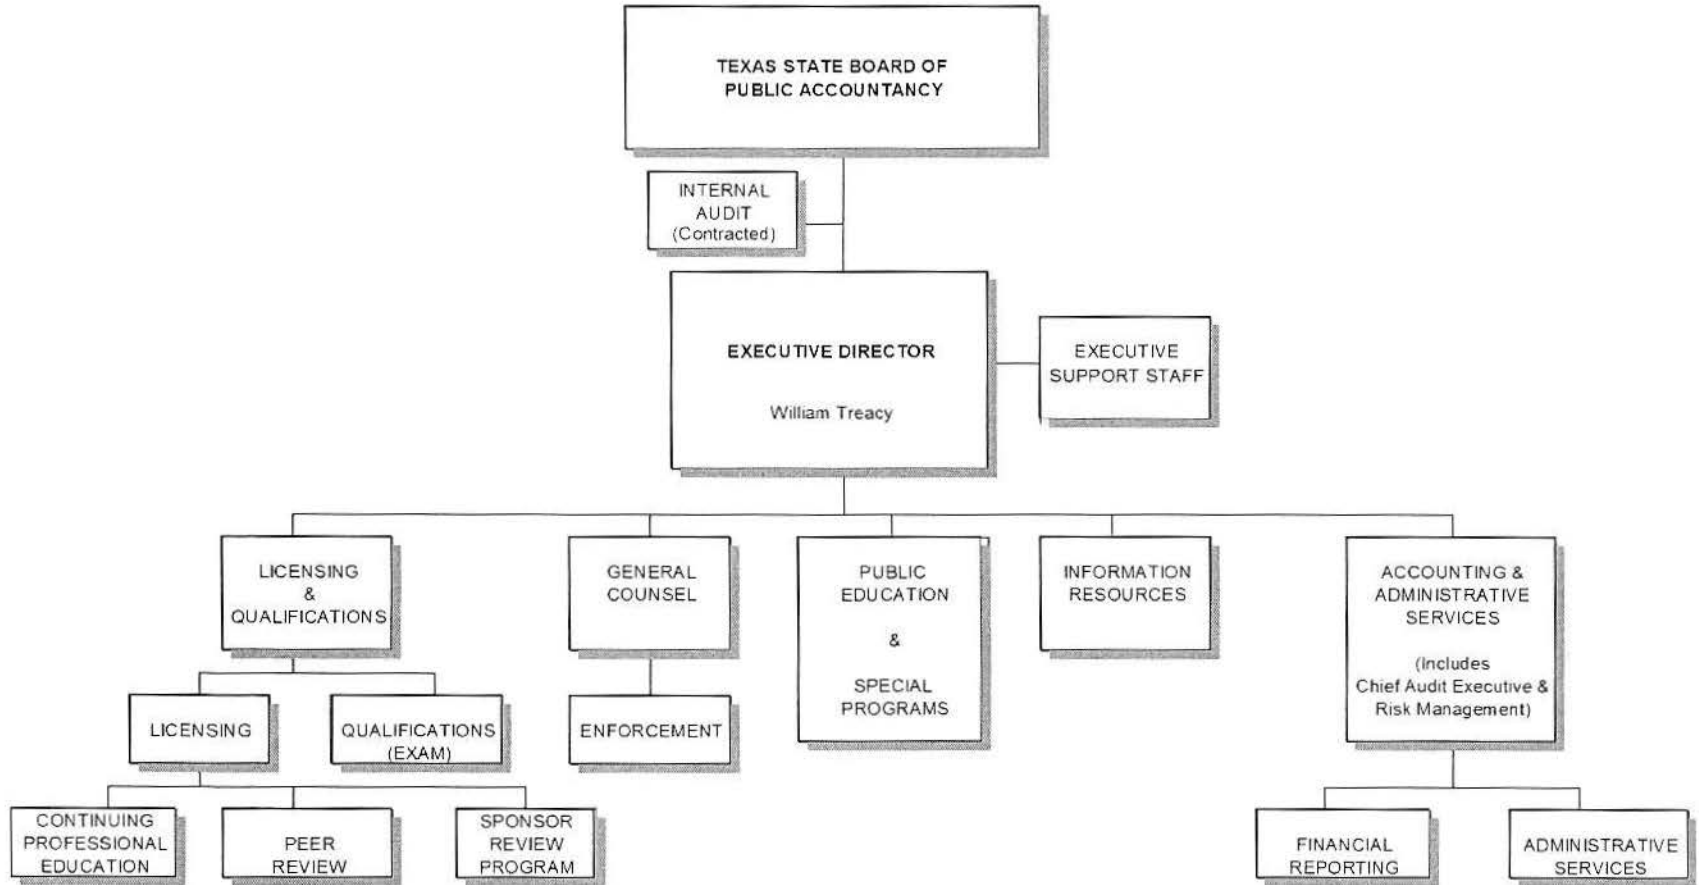 TEXAS STATE BOARD OF
PUBLIC ACCOUNTANCY
INTERNAL
AUDIT
(Contracted)
EXECUTIVE DIRECTOR
William Treacy
EXECUTIVE
SUPPORT STAFF
LICENSING
&
QUALIFICATIONS
GENERAL
COUNSEL
PUBLIC
EDUCATION
&
SPECIAL
PROGRAMS
INFORMATION
RESOURCES
ACCOUNTING &
ADMINISTRATIVE
SERVICES
(Includes
Chief Audit Executive &
Risk Management)
LICENSING
QUALIFICATIONS
(EXAM)
ENFORCEMENT
CONTINUING
PROFESSIONAL
EDUCATION
PEER
REVIEW
SPONSOR
REVIEW
PROGRAM
FINANCIAL
REPORTING
ADMINISTRATIVE
SERVICES